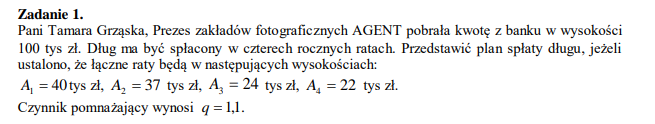 Zadanie 1.
Pani Tamara Grząska, Prezes zakładów fotograficznych AGENT pobrała kwotę z banku w wysokości
100 tys zł. Dług ma być spłacony w czterech rocznych ratach. Przedstawić plan spłaty długu, jeżeli
ustalono, że łączne raty będą w następujących wysokościach:
A₁ = 40 tys zł, A₂ = 37 tys zł, A₃ = 24 tys zł, A₄ = 22 tys zł.
Czynnik pomnażający wynosi q = 1,1.